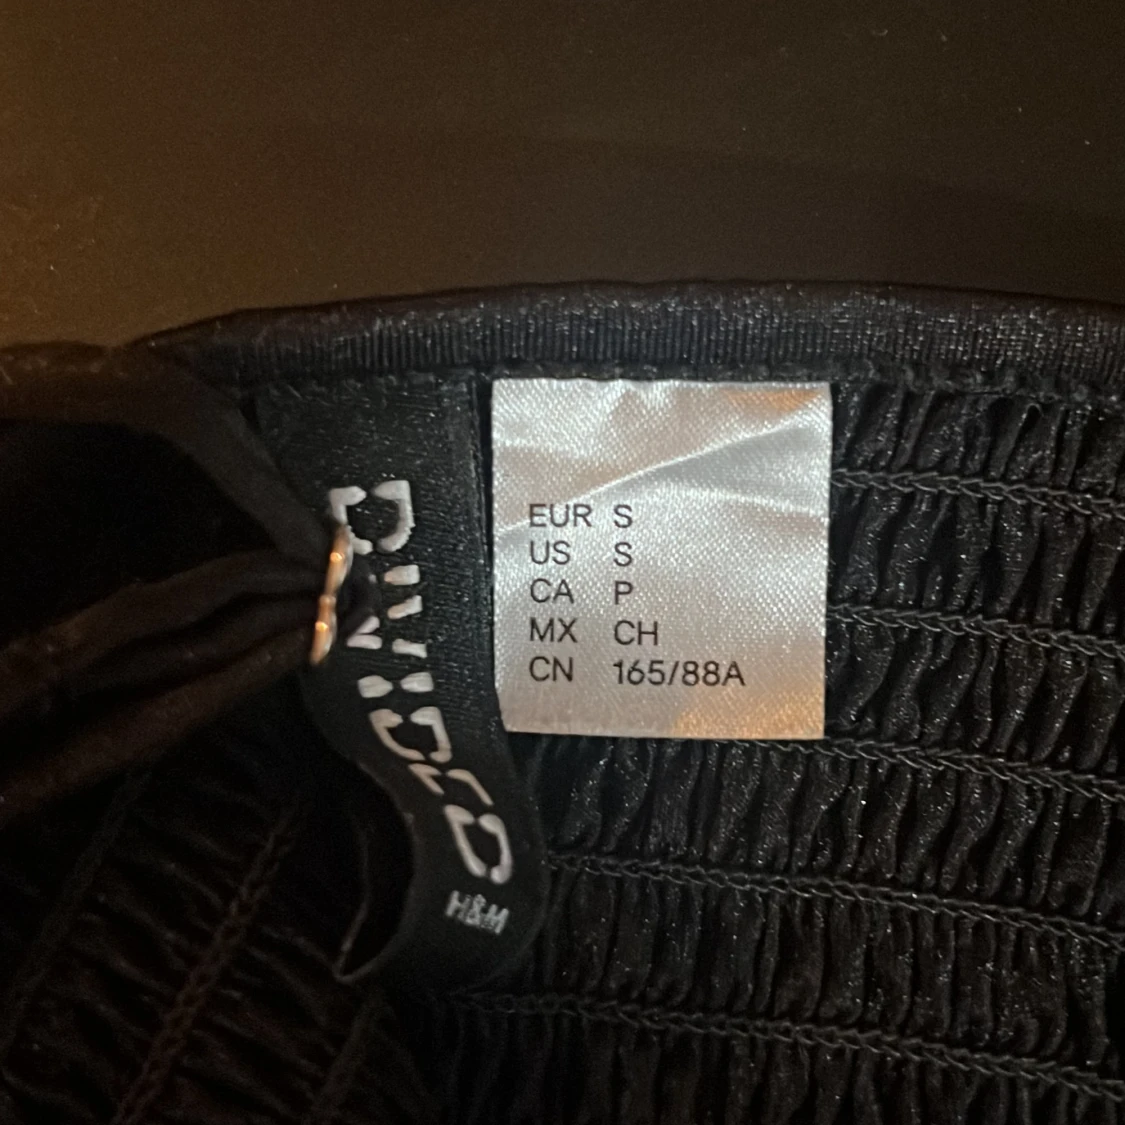 DIVIDED
H&M
EUR S
US S
CA P
MX CH
CN 165/88A